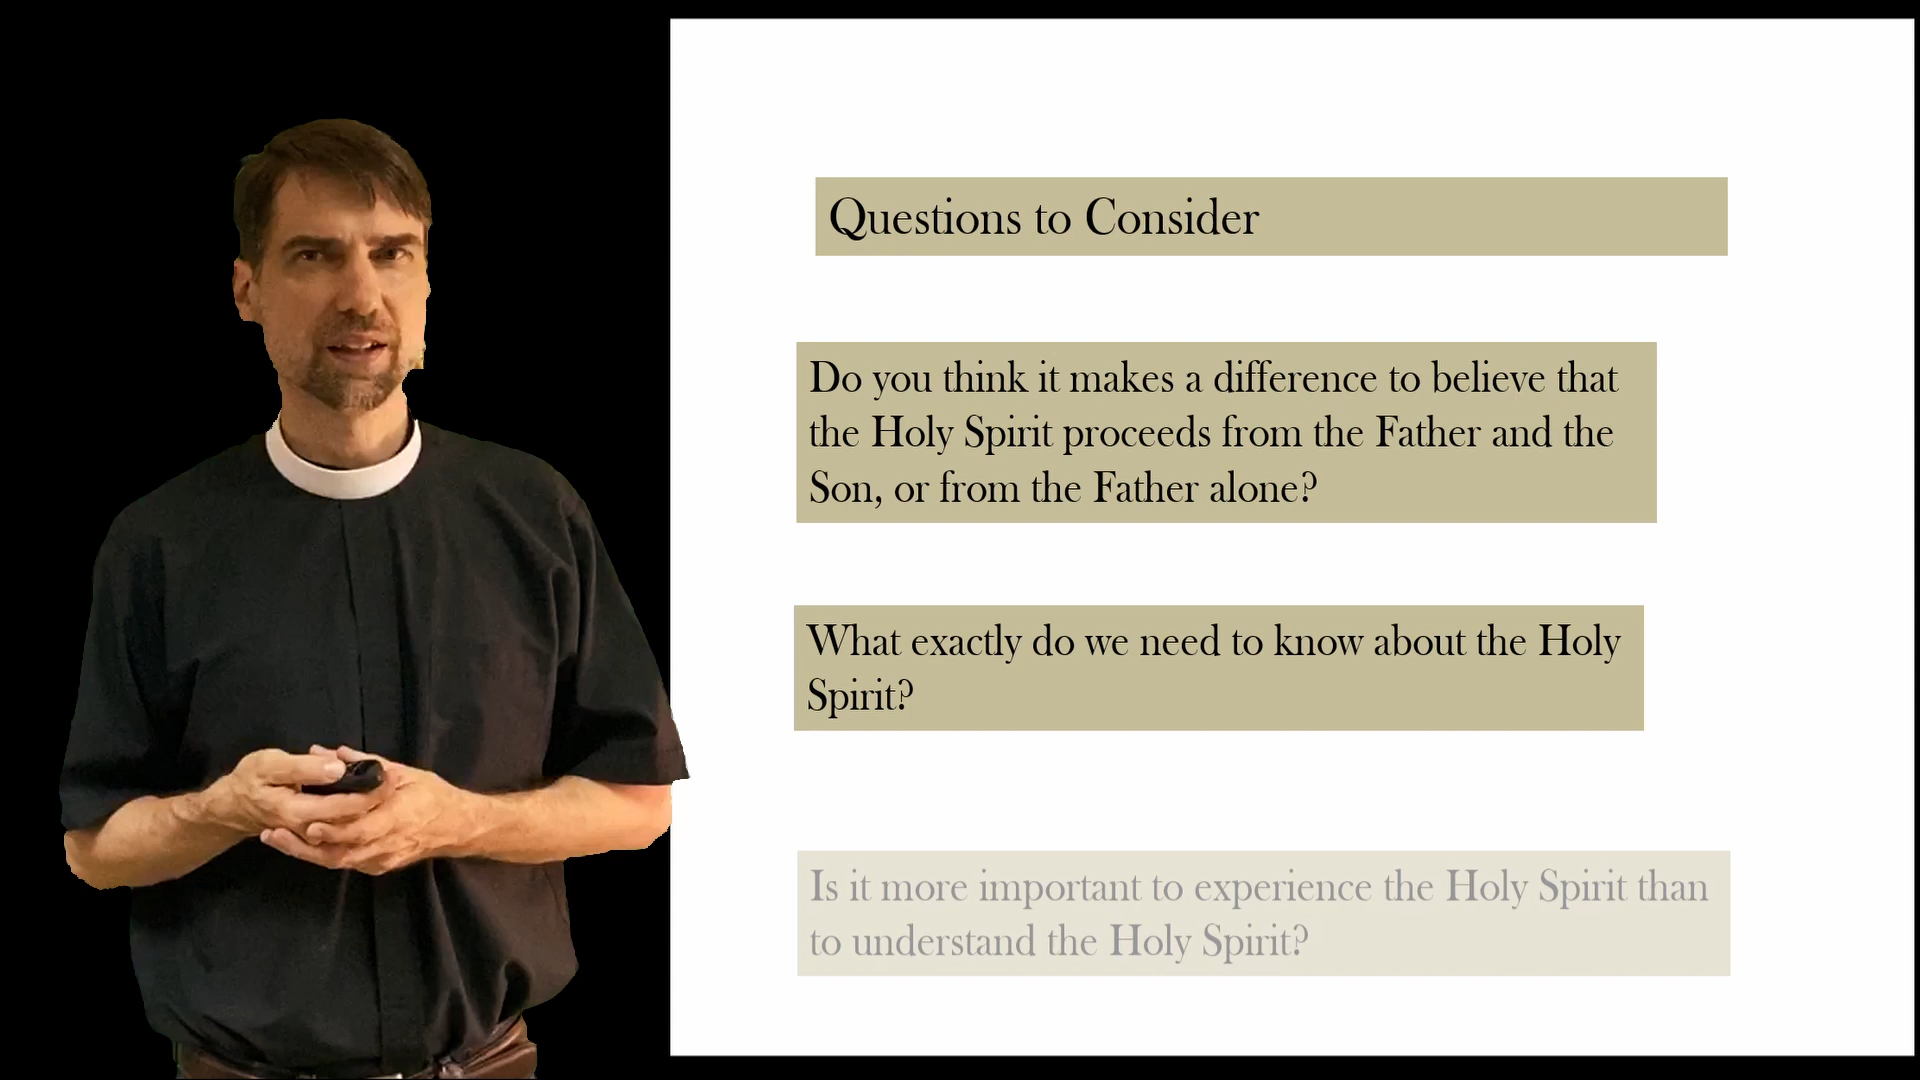 Questions to Consider
Do you think it makes a difference to believe that
the Holy Spirit proceeds from the Father and the
Son, or from the Father alone?
What exactly do we need to know about the Holy
Spirit?
Is it more important to experience the Holy Spirit than
to understand the Holy Spirit?